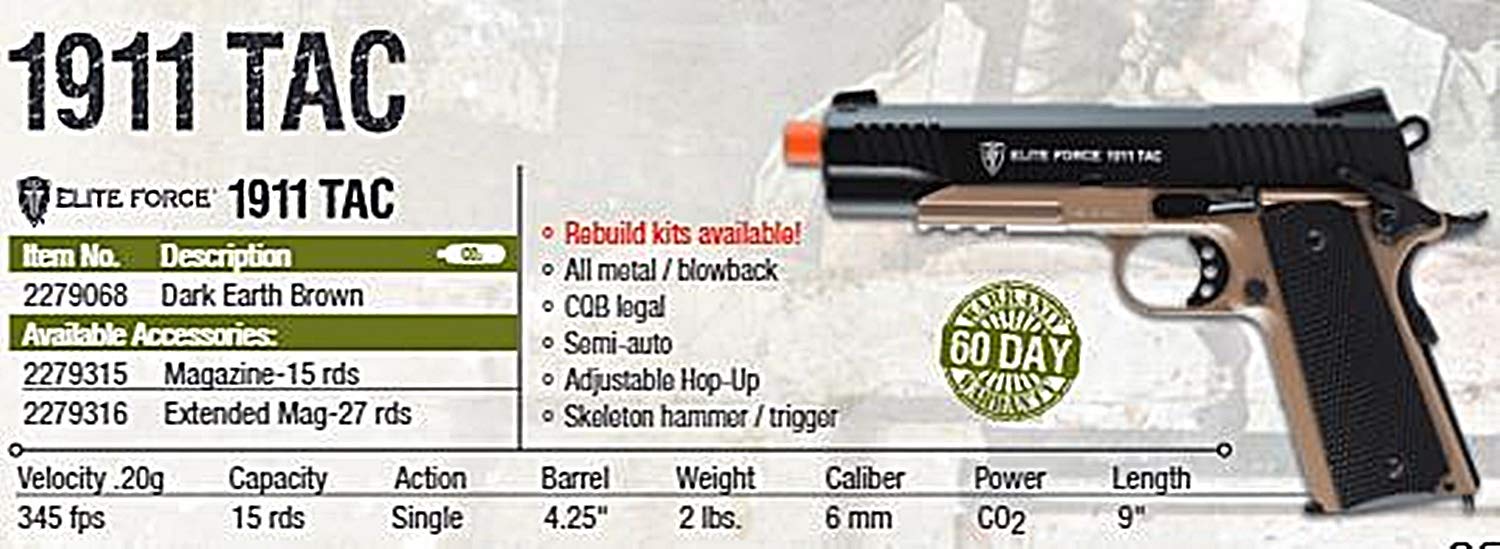 1911 TAC
ELITE FORCE 1911 TAC
Item No. Description CO2
2279068 Dark Earth Brown
Available Accessories:
2279315 Magazine-15 rds
2279316 Extended Mag-27 rds
Rebuild kits available!
All metal / blowback
CQB legal
Semi-auto
Adjustable Hop-Up
Skeleton hammer / trigger
WARRANTY
60 DAY
WARRANTY
ELITE FORCE 1911 TAC
Velocity .20g Capacity Action Barrel Weight Caliber Power Length
345 fps 15 rds Single 4.25" 2 lbs. 6 mm CO2 9"